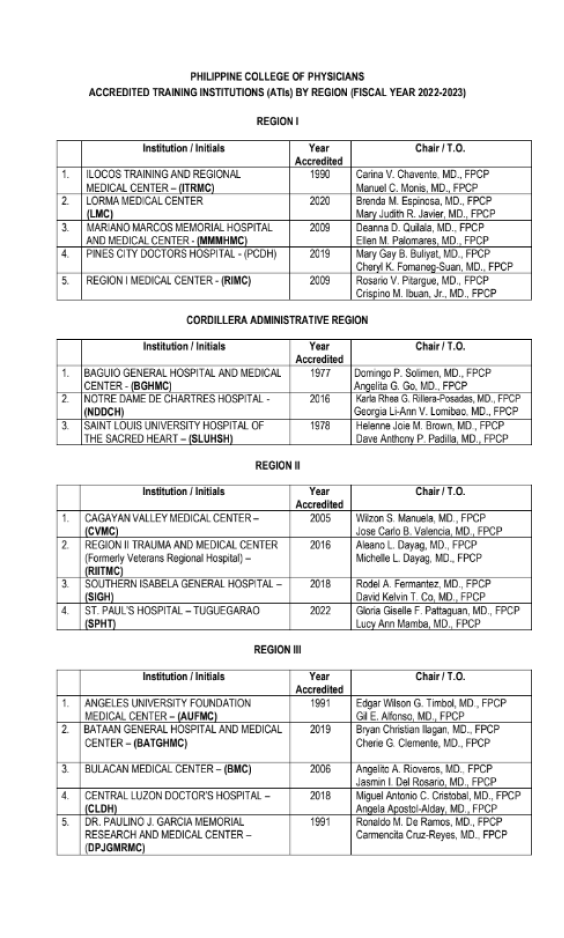 PHILIPPINE COLLEGE OF PHYSICIANS
ACCREDITED TRAINING INSTITUTIONS (ATIs) BY REGION (FISCAL YEAR 2022-2023)
REGION I
Institution / Initials Year Accredited Chair / T.O.
1. ILOCOS TRAINING AND REGIONAL 1990 Carina V. Chavente, MD., FPCP
MEDICAL CENTER – (ITRMC) Manuel C. Monis, MD., FPCP
2. LORMA MEDICAL CENTER 2020 Brenda M. Espinosa, MD., FPCP
(LMC) Mary Judith R. Javier, MD., FPCP
3. MARIANO MARCOS MEMORIAL HOSPITAL 2009 Deanna D. Quilala, MD., FPCP
AND MEDICAL CENTER - (MMMHMC) Ellen M. Palomares, MD., FPCP
4. PINES CITY DOCTORS HOSPITAL - (PCDH) 2019 Mary Gay B. Buliyat, MD., FPCP
Cheryl K. Fomaneg-Suan, MD., FPCP
5. REGION I MEDICAL CENTER - (RIMC) 2009 Rosario V. Pitargue, MD., FPCP
Crispino M. Ibuan, Jr., MD., FPCP
CORDILLERA ADMINISTRATIVE REGION
Institution / Initials Year Accredited Chair / T.O.
1. BAGUIO GENERAL HOSPITAL AND MEDICAL 1977 Domingo P. Solimen, MD., FPCP
CENTER - (BGHMC) Angelita G. Go, MD., FPCP
2. NOTRE DAME DE CHARTRES HOSPITAL - 2016 Karla Rhea G. Rillera-Posadas, MD., FPCP
(NDDCH) Georgia Li-Ann V. Lomibao, MD., FPCP
3. SAINT LOUIS UNIVERSITY HOSPITAL OF 1978 Helenne Joie M. Brown, MD., FPCP
THE SACRED HEART – (SLUHSH) Dave Anthony P. Padilla, MD., FPCP
REGION II
Institution / Initials Year Accredited Chair / T.O.
1. CAGAYAN VALLEY MEDICAL CENTER – 2005 Wilzon S. Manuela, MD., FPCP
(CVMC) Jose Carlo B. Valencia, MD., FPCP
2. REGION II TRAUMA AND MEDICAL CENTER 2016 Aleano L. Dayag, MD., FPCP
(Formerly Veterans Regional Hospital) – Michelle L. Dayag, MD., FPCP
(RIITMC)
3. SOUTHERN ISABELA GENERAL HOSPITAL – 2018 Rodel A. Fermantez, MD., FPCP
(SIGH) David Kelvin T. Co, MD., FPCP
4. ST. PAUL'S HOSPITAL – TUGUEGARAO 2022 Gloria Giselle F. Pattaguan, MD., FPCP
(SPHT) Lucy Ann Mamba, MD., FPCP
REGION III
Institution / Initials Year Accredited Chair / T.O.
1. ANGELES UNIVERSITY FOUNDATION 1991 Edgar Wilson G. Timbol, MD., FPCP
MEDICAL CENTER – (AUFMC) Gil E. Alfonso, MD., FPCP
2. BATAAN GENERAL HOSPITAL AND MEDICAL 2019 Bryan Christian Ilagan, MD., FPCP
CENTER – (BATGHMC) Cherie G. Clemente, MD., FPCP
3. BULACAN MEDICAL CENTER – (BMC) 2006 Angelito A. Rioveros, MD., FPCP
Jasmin I. Del Rosario, MD., FPCP
4. CENTRAL LUZON DOCTOR'S HOSPITAL – 2018 Miguel Antonio C. Cristobal, MD., FPCP
(CLDH) Angela Apostol-Alday, MD., FPCP
5. DR. PAULINO J. GARCIA MEMORIAL 1991 Ronaldo M. De Ramos, MD., FPCP
RESEARCH AND MEDICAL CENTER – Carmencita Cruz-Reyes, MD., FPCP
(DPJGMRMC)